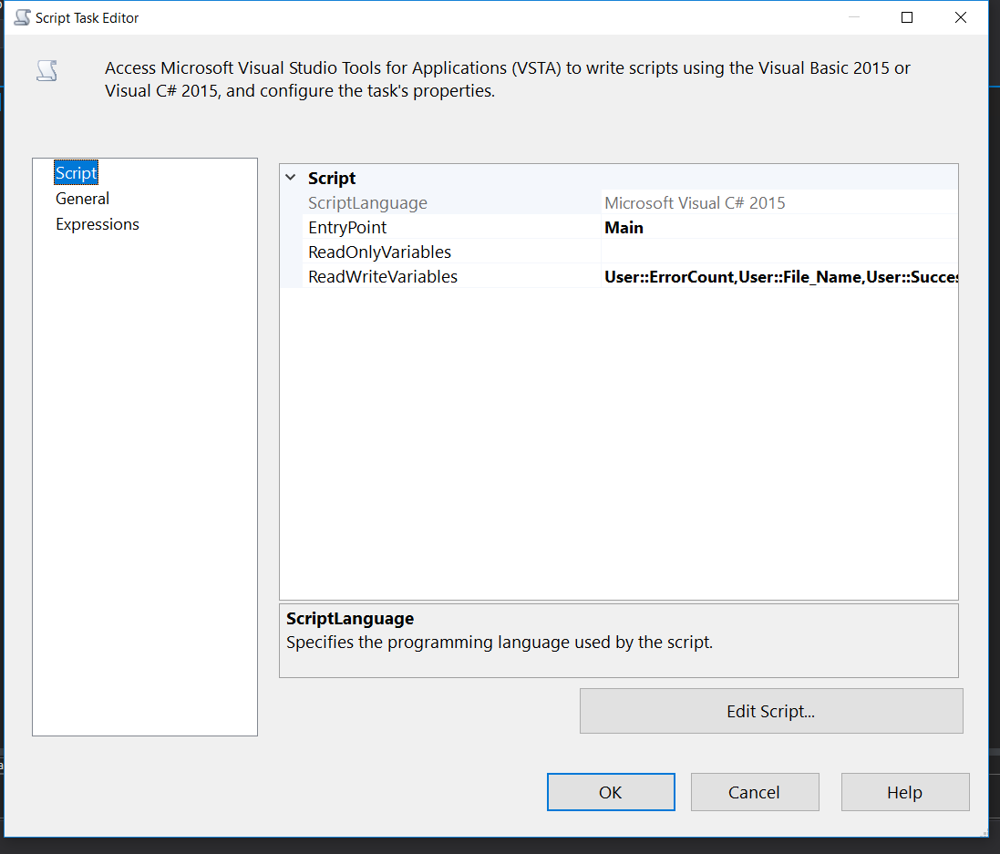 Script Task Editor
Access Microsoft Visual Studio Tools for Applications (VSTA) to write scripts using the Visual Basic 2015 or
Visual C# 2015, and configure the task's properties.
Script
General
Expressions
Script
ScriptLanguage Microsoft Visual C# 2015
EntryPoint Main
ReadOnlyVariables
ReadWriteVariables User::ErrorCount,User::File_Name,User::Succes
ScriptLanguage
Specifies the programming language used by the script.
Edit Script...
OK Cancel Help